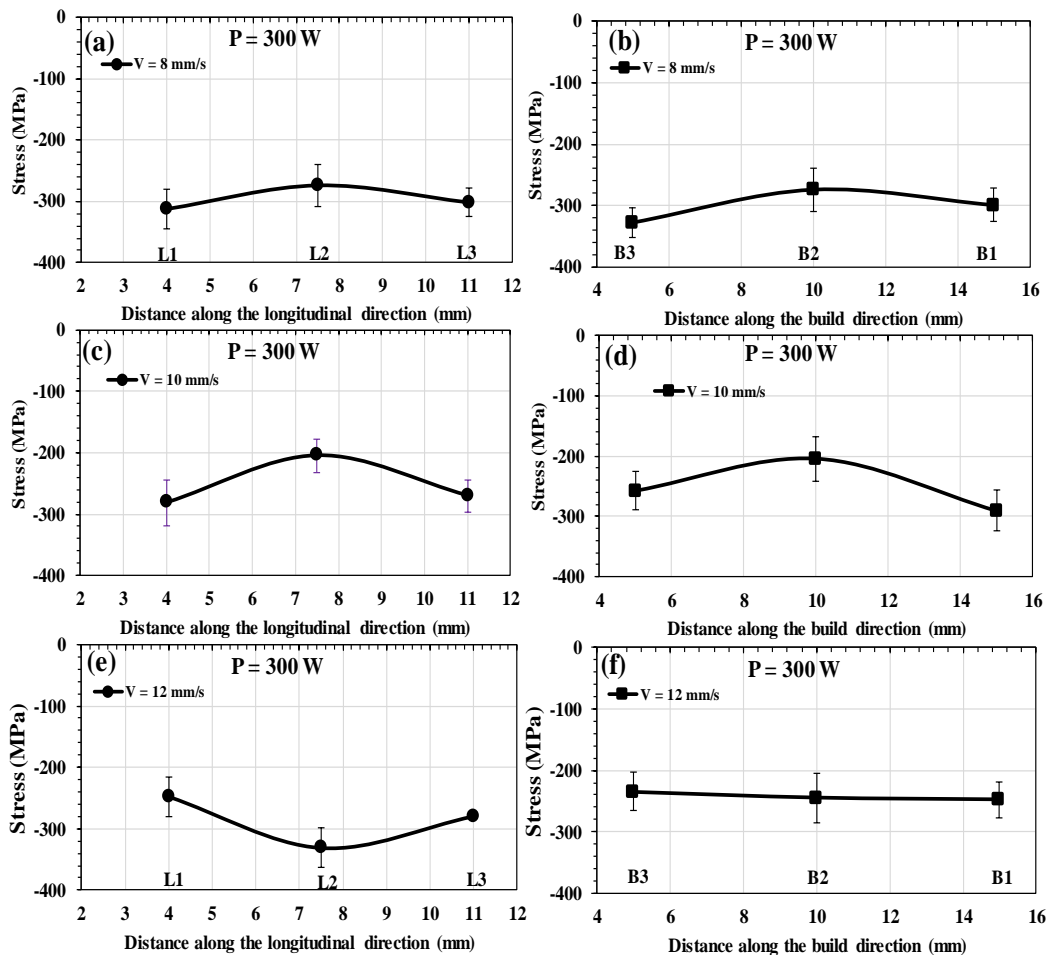 (a)
P = 300 W
V = 8 mm/s
Stress (MPa)
0
-100
-200
-300
-400
L1
L2
L3
2 3 4 5 6 7 8 9 10 11 12
Distance along the longitudinal direction (mm)
(b)
P = 300 W
V = 8 mm/s
Stress (MPa)
0
-100
-200
-300
-400
B3
B2
B1
4 6 8 10 12 14 16
Distance along the build direction (mm)
(c)
P = 300 W
V = 10 mm/s
Stress (MPa)
0
-100
-200
-300
-400
2 3 4 5 6 7 8 9 10 11 12
Distance along the longitudinal direction (mm)
(d)
P = 300 W
V = 10 mm/s
Stress (MPa)
0
-100
-200
-300
-400
4 6 8 10 12 14 16
Distance along the build direction (mm)
(e)
P = 300 W
V = 12 mm/s
Stress (MPa)
0
-100
-200
-300
-400
L1
L2
L3
2 3 4 5 6 7 8 9 10 11 12
Distance along the longitudinal direction (mm)
(f)
P = 300 W
V = 12 mm/s
Stress (MPa)
0
-100
-200
-300
-400
B3
B2
B1
4 6 8 10 12 14 16
Distance along the build direction (mm)